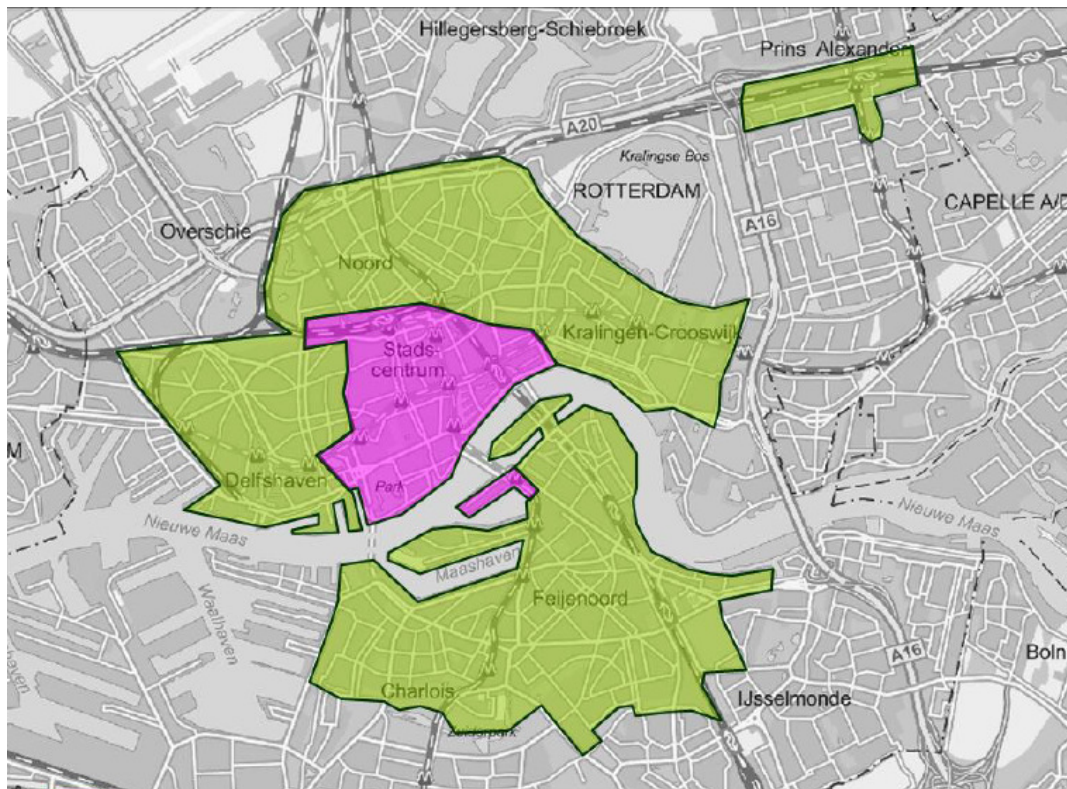 Hillegersberg-Schiebroek
Prins Alexander
A20
Kralingse Bos
ROTTERDAM
CAPELLE A/D
A16
Overschie
Noord
Kralingen-Crooswijk
Stads-
centrum
M
Delfshaven
Park
Nieuwe Maas
Nieuwe Maas
Maashaven
Waalhaven
Feijenoord
A16
Boln
Charlois
IJsselmonde
Zuiderpark